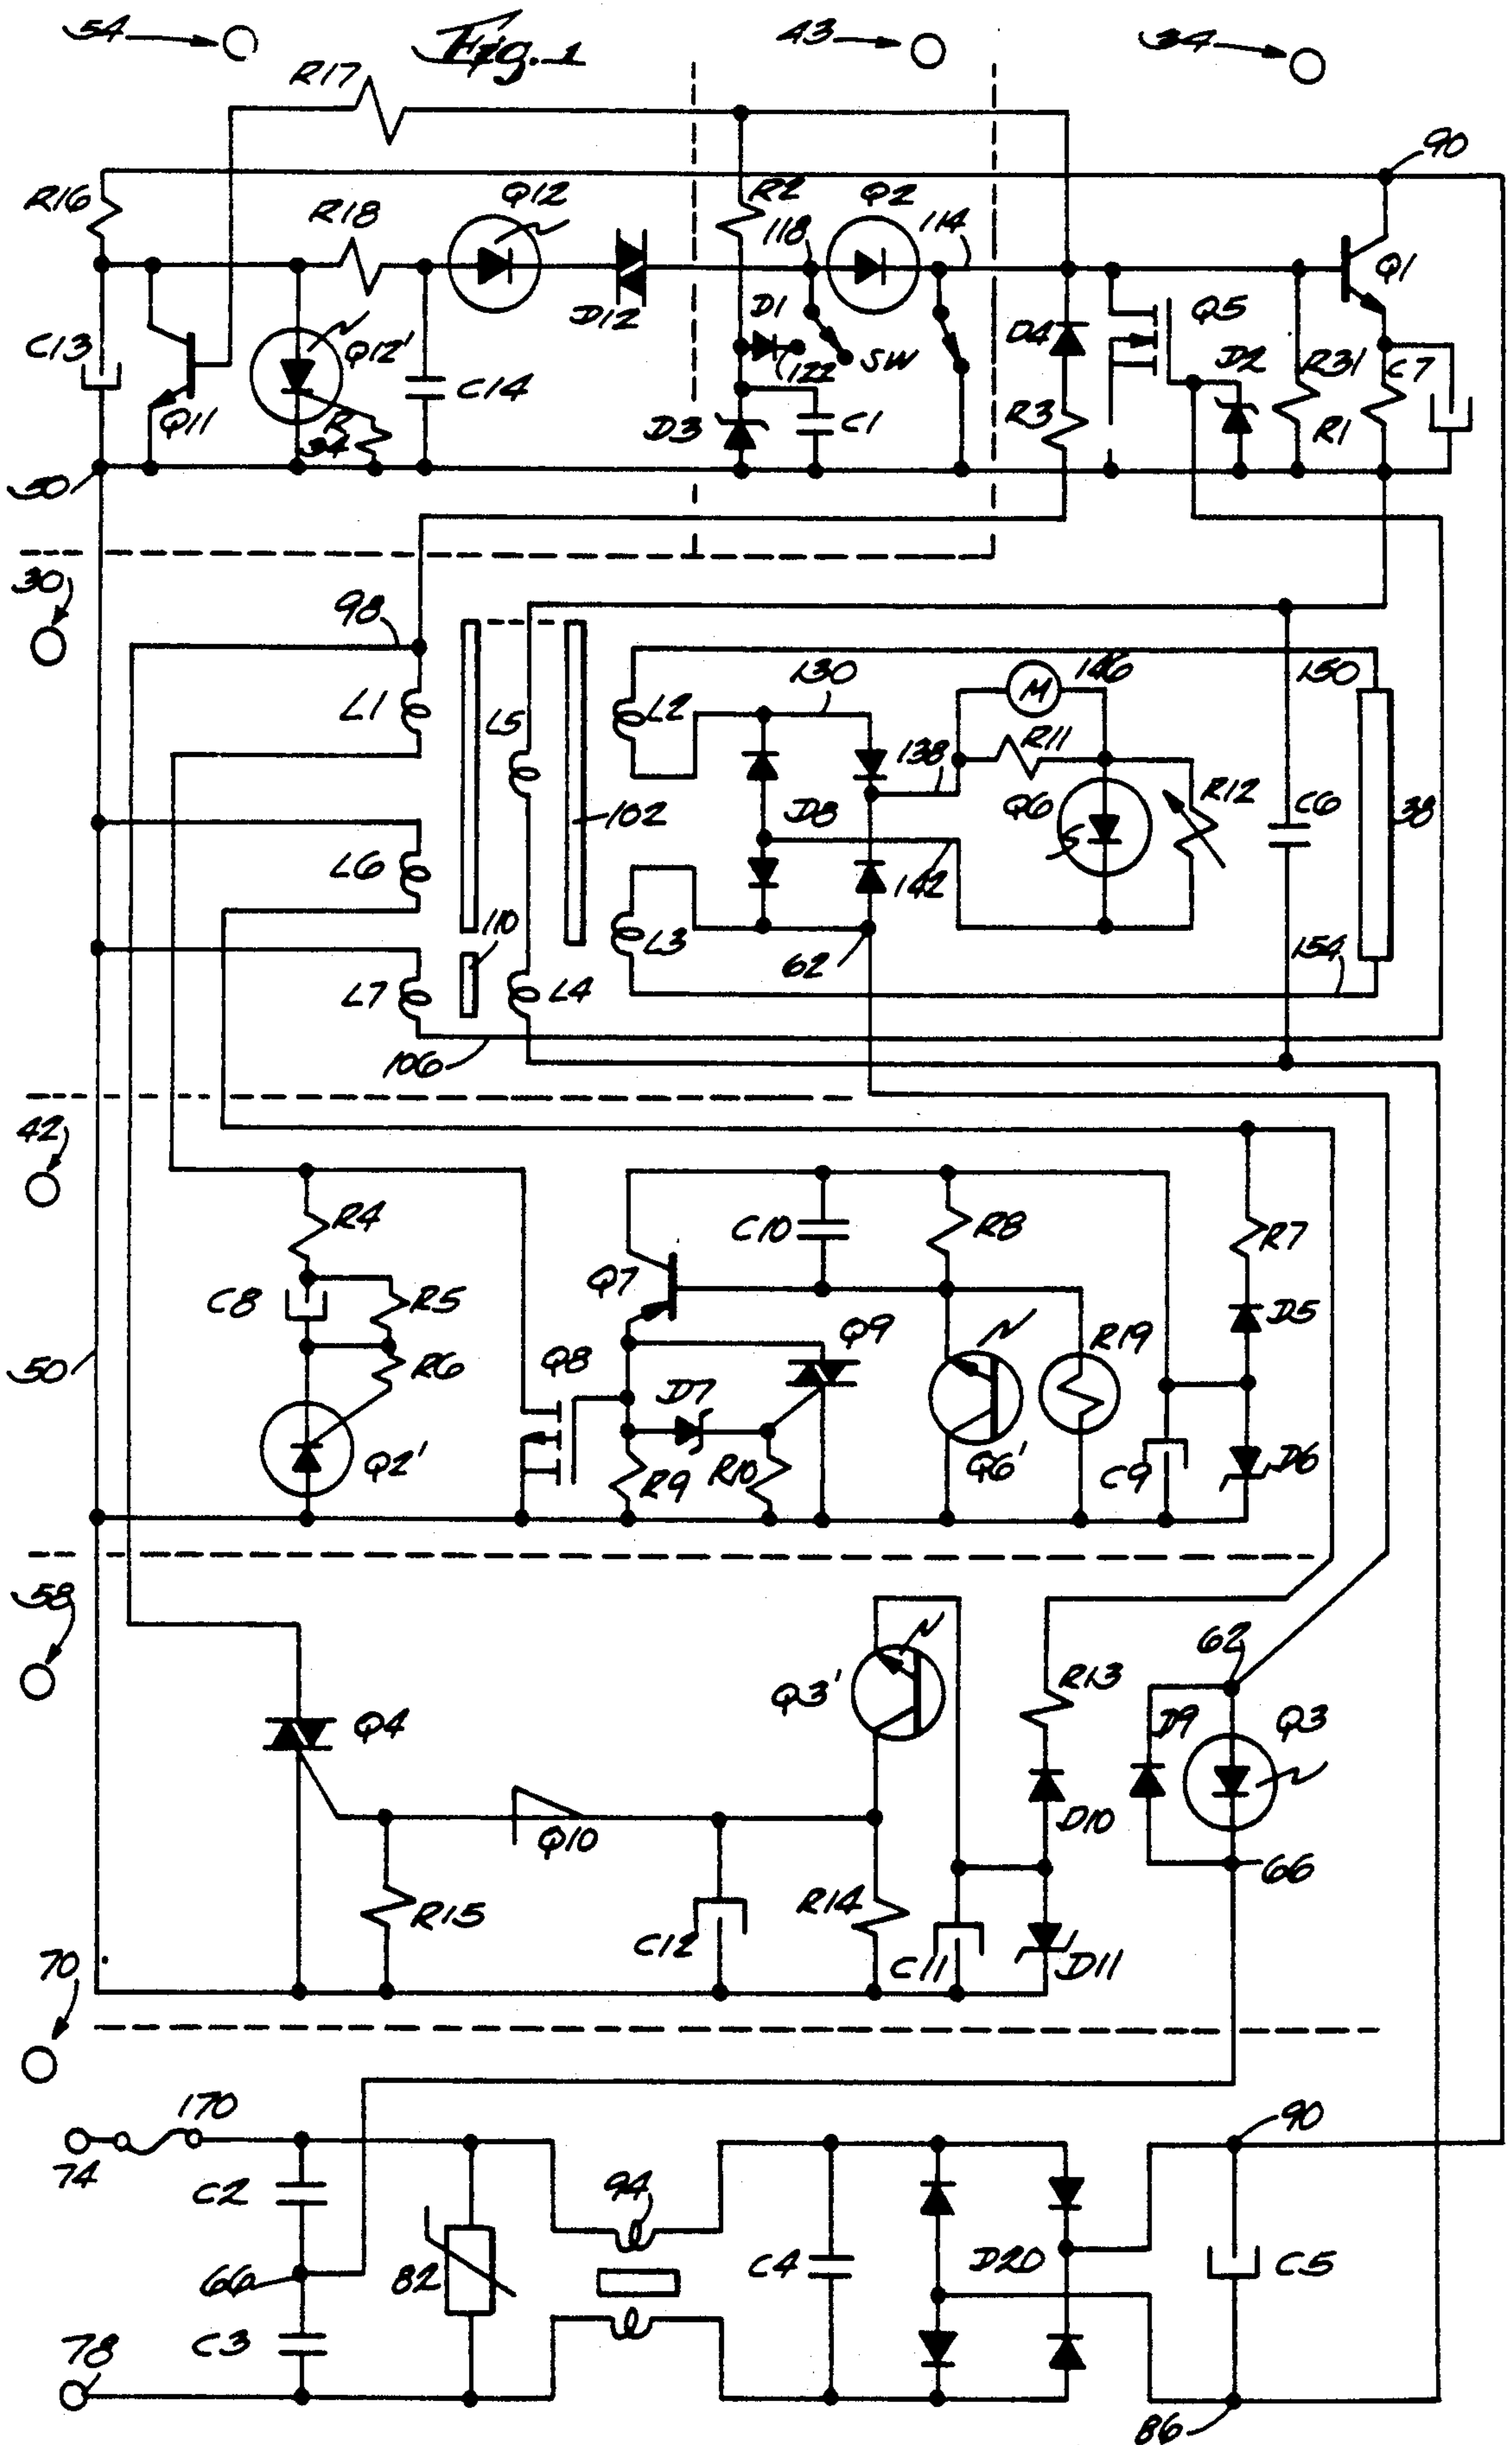 54 Fig. 1 43 34
R17
90
R16 R18 Q12 R2 118 Q2 114
Q1
C13 Q12' D12 D1 D4 Q5 D2 R31 C7
122 SW
Q11 R34 C14 D3 C1 R3 R1
50
30
98 130 M 146 150
L1 L5 L2 R11
138
102 D8 Q6 R12 C6 38
L6 142
110 L3 62 154
L7 L4
106
42
R4 C10 R8 R7
C8 R5 Q7 D5
Q9 R19
50 R6 Q8 D7
Q2' R9 R10 Q6' C9 D6
58
62
Q3' R13 D9 Q3
Q4
Q10 D10
66
R15 C12 R14 C11 D11
70
170 90
74 C2 94
66 82 C4 D20 C5
C3
78
86